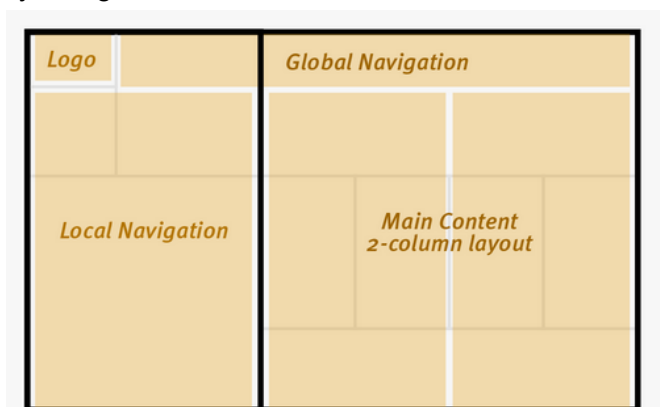 Logo
Global Navigation
Local Navigation
Main Content
2-column layout